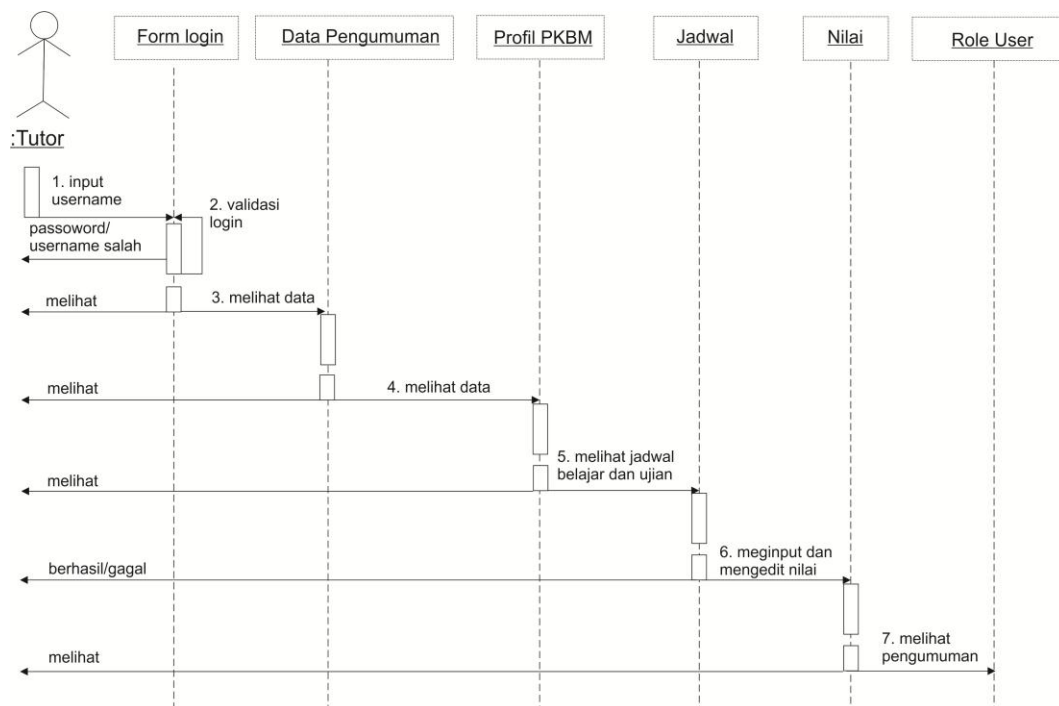 Form login
Data Pengumuman
Profil PKBM
Jadwal
Nilai
Role User
:Tutor
1. input
username
2. validasi
login
passoword/
username salah
melihat
3. melihat data
melihat
4. melihat data
5. melihat jadwal
belajar dan ujian
melihat
6. meginput dan
mengedit nilai
berhasil/gagal
7. melihat
pengumuman
melihat